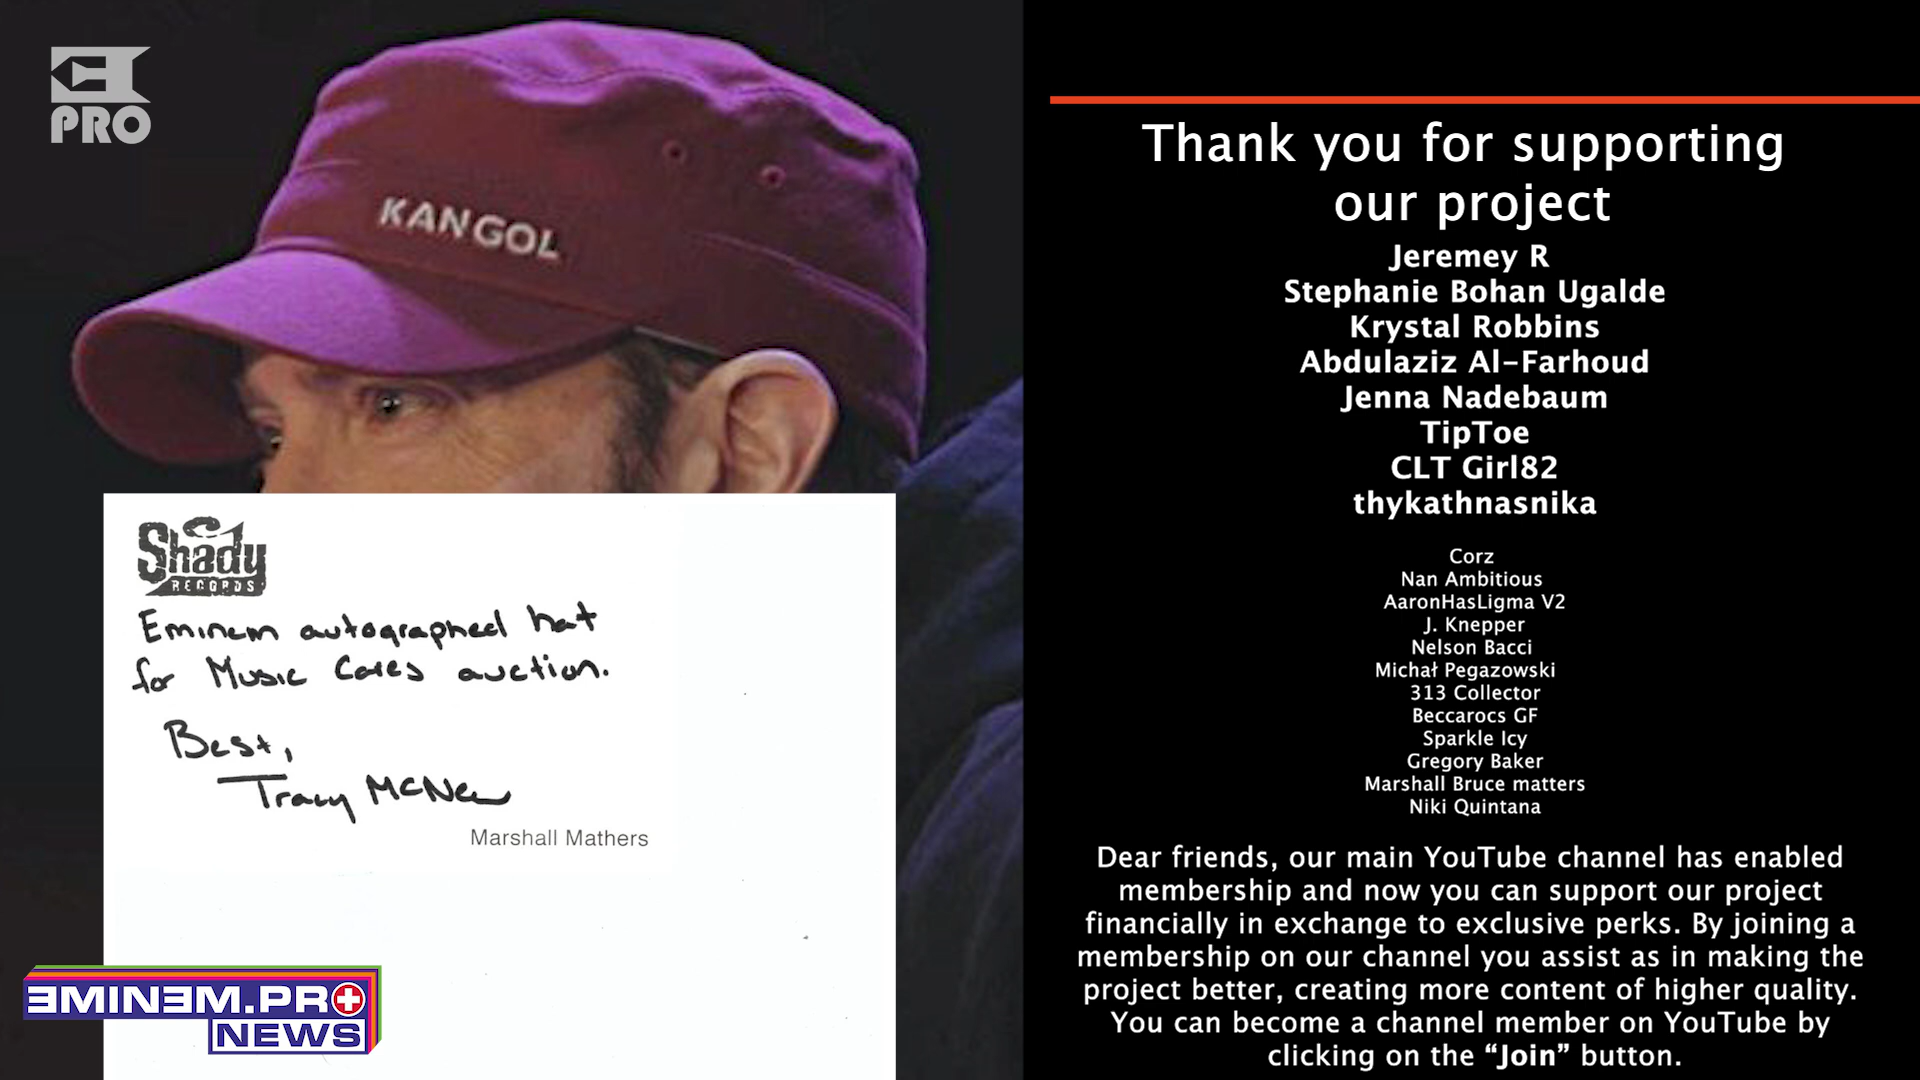 PRO
KANGOL
Shady
RECORDS
Eminem autographed hat
for Music Cares auction.
Best,
Tracy McNew
Marshall Mathers
EMINEM.PRO
NEWS
Thank you for supporting
our project
Jeremey R
Stephanie Bohan Ugalde
Krystal Robbins
Abdulaziz Al-Farhoud
Jenna Nadebaum
TipToe
CLT Girl82
thykathnasnika
Corz
Nan Ambitious
AaronHasLigma V2
J. Knepper
Nelson Bacci
Michał Pegazowski
313 Collector
Beccarocs GF
Sparkle Icy
Gregory Baker
Marshall Bruce matters
Niki Quintana
Dear friends, our main YouTube channel has enabled
membership and now you can support our project
financially in exchange to exclusive perks. By joining a
membership on our channel you assist as in making the
project better, creating more content of higher quality.
You can become a channel member on YouTube by
clicking on the “Join” button.